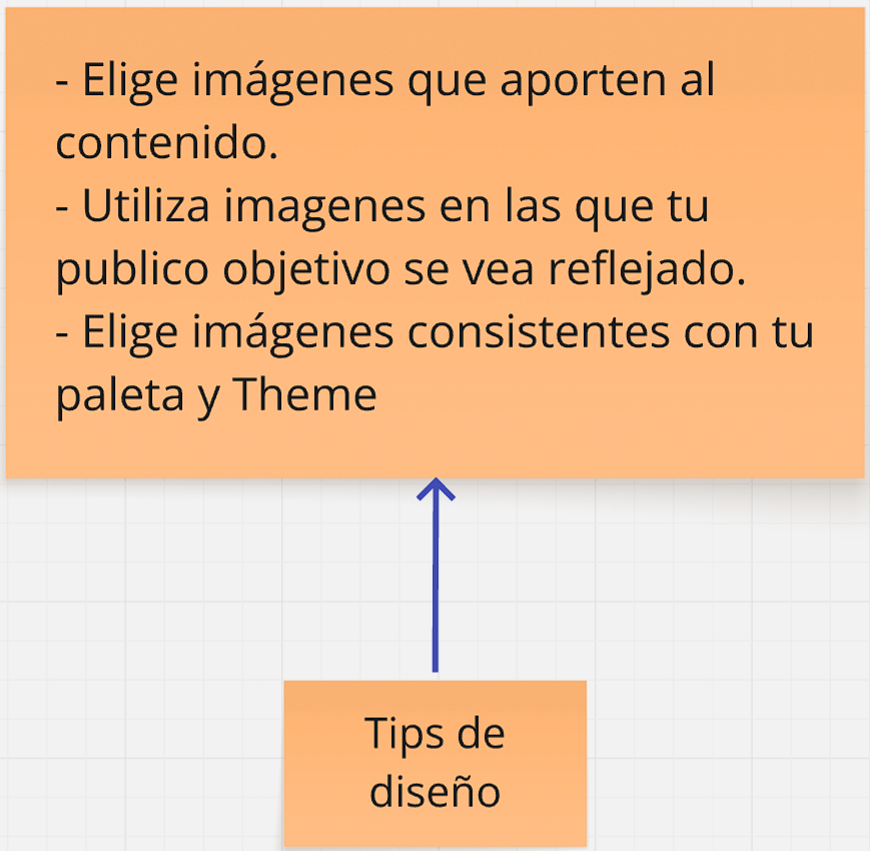 - Elige imágenes que aporten al
contenido.
- Utiliza imagenes en las que tu
publico objetivo se vea reflejado.
- Elige imágenes consistentes con tu
paleta y Theme
Tips de
diseño